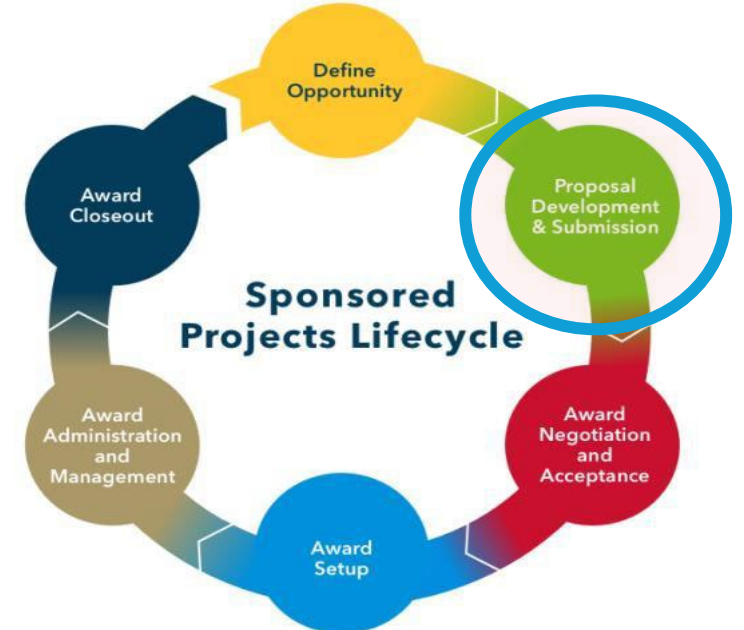 Define
Opportunity
Proposal
Development
& Submission
Award
Closeout
Sponsored
Projects Lifecycle
Award
Administration
and
Management
Award
Negotiation
and
Acceptance
Award
Setup